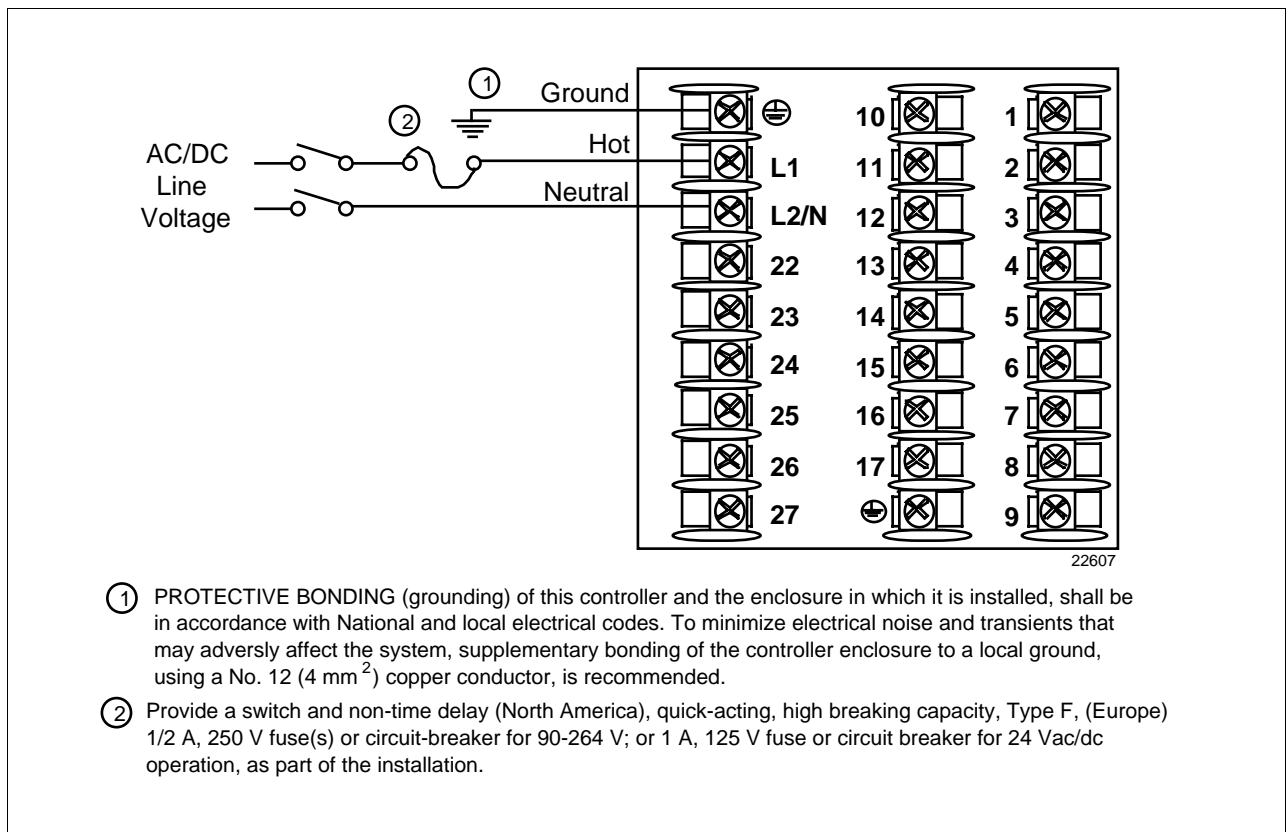 1
Ground
2
Hot
AC/DC
Line
Voltage
Neutral
L1
L2/N
22
23
24
25
26
27
10
11
12
13
14
15
16
17
1
2
3
4
5
6
7
8
9
22607
1 PROTECTIVE BONDING (grounding) of this controller and the enclosure in which it is installed, shall be
in accordance with National and local electrical codes. To minimize electrical noise and transients that
may adversly affect the system, supplementary bonding of the controller enclosure to a local ground,
using a No. 12 (4 mm²) copper conductor, is recommended.
2 Provide a switch and non-time delay (North America), quick-acting, high breaking capacity, Type F, (Europe)
1/2 A, 250 V fuse(s) or circuit-breaker for 90-264 V; or 1 A, 125 V fuse or circuit breaker for 24 Vac/dc
operation, as part of the installation.